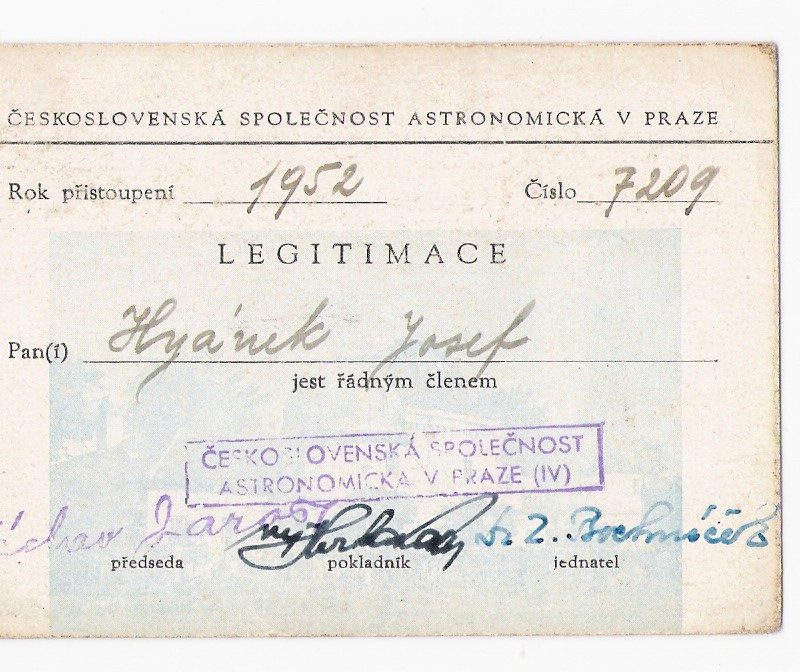 ČESKOSLOVENSKÁ SPOLEČNOST ASTRONOMICKÁ V PRAZE
Rok přistoupení 1952 Číslo 7209
LEGITIMACE
Pan(í) Hyánek Josef
jest řádným členem
ČESKOSLOVENSKÁ SPOLEČNOST
ASTRONOMICKÁ V PRAZE (IV)
předseda pokladník jednatel